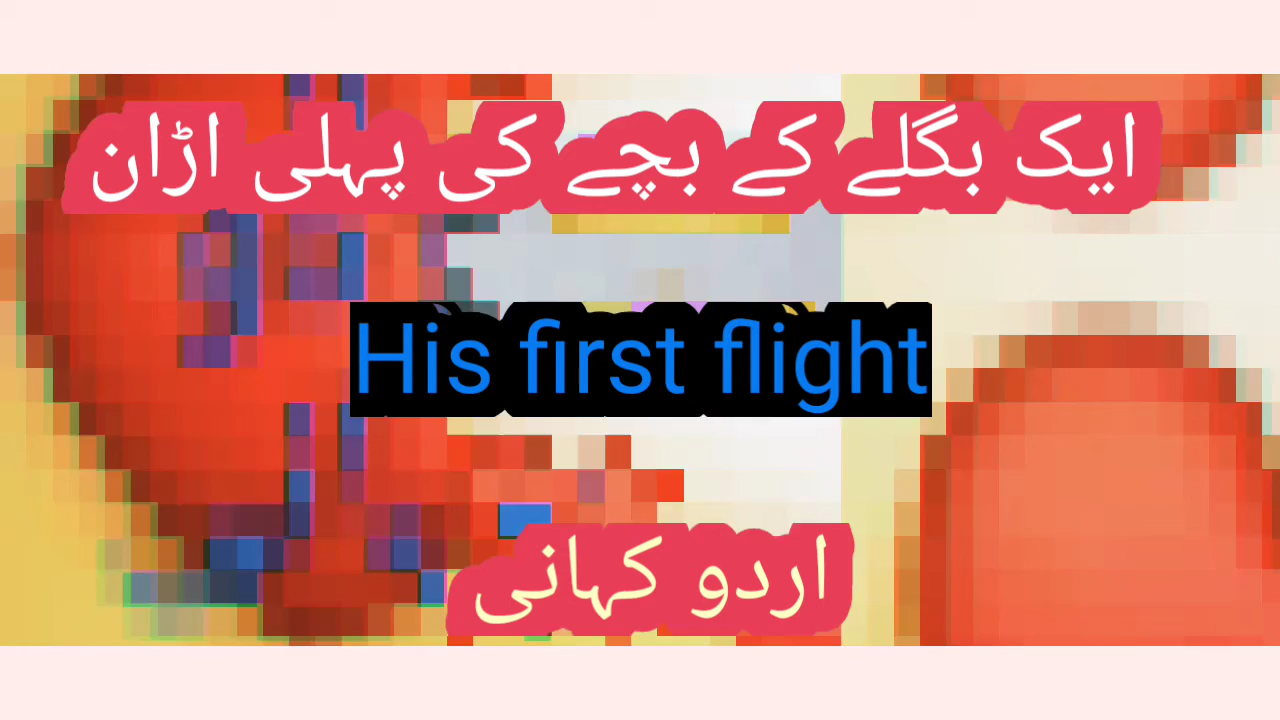 ایک بگلے کے بچے کی پہلی اڑان
His first flight
اردو کہانی